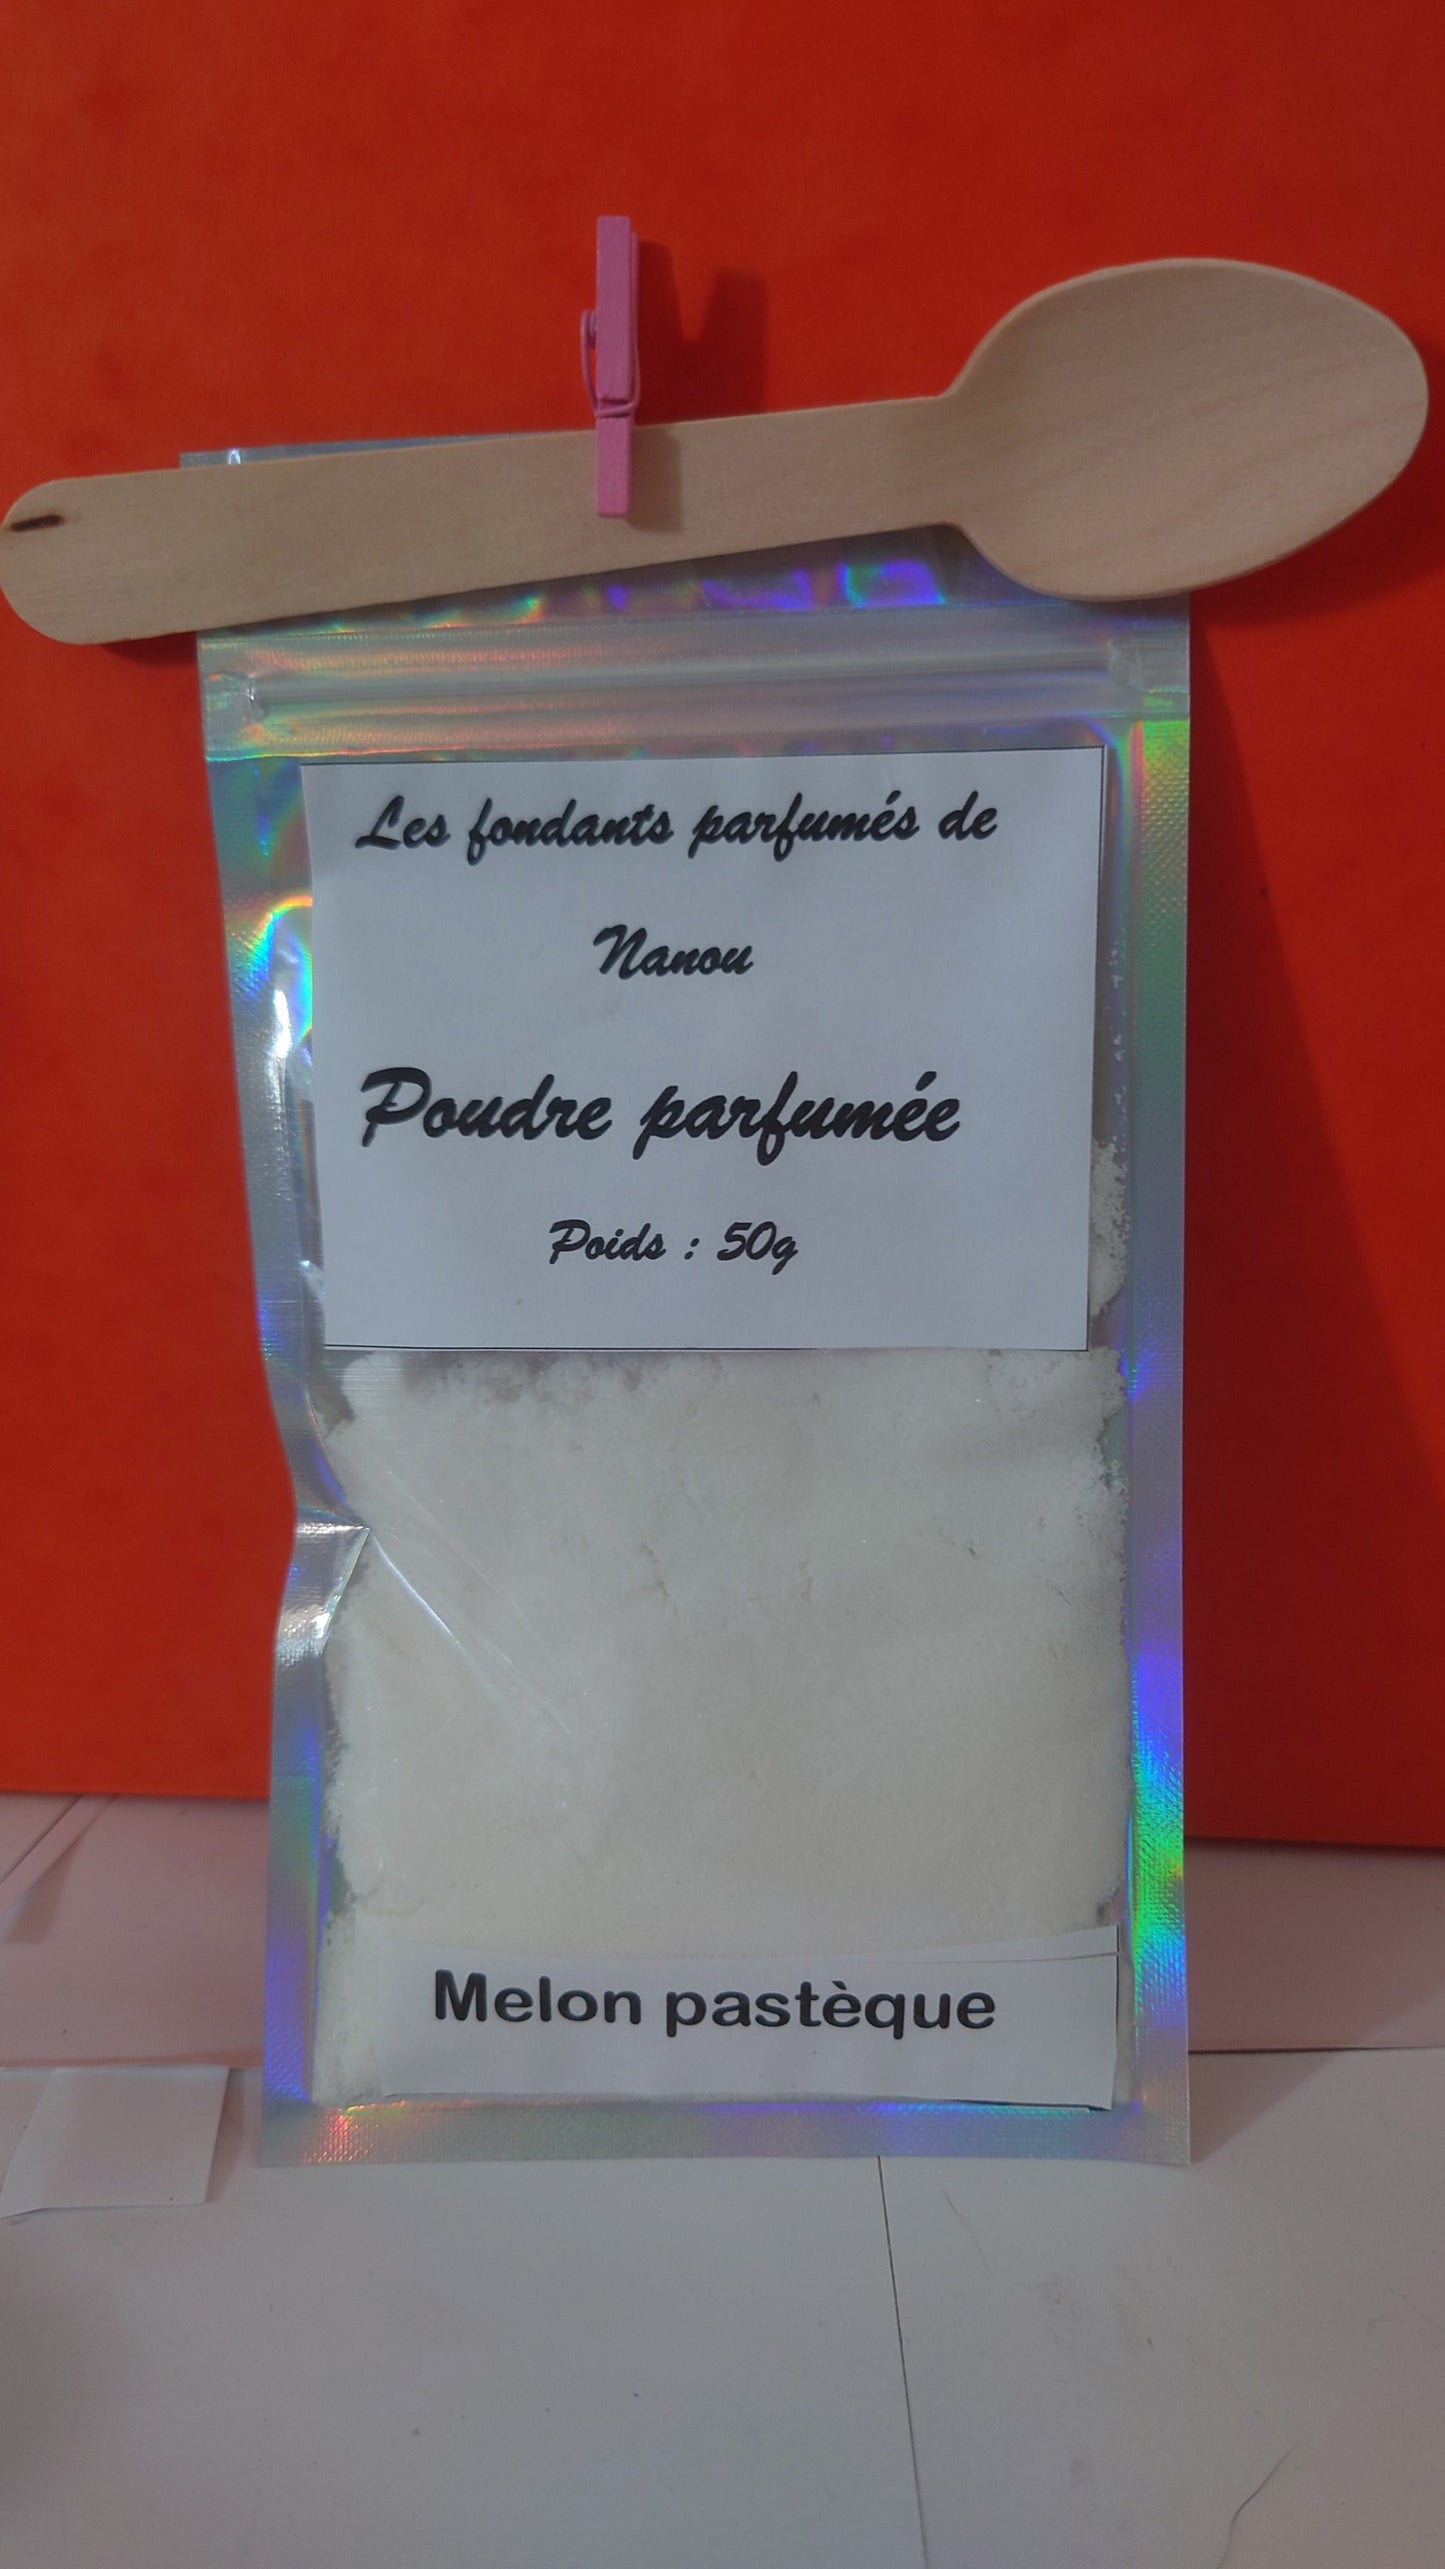 Les fondants parfumés de
Nanou
Poudre parfumée
Poids : 50g
Melon pastèque